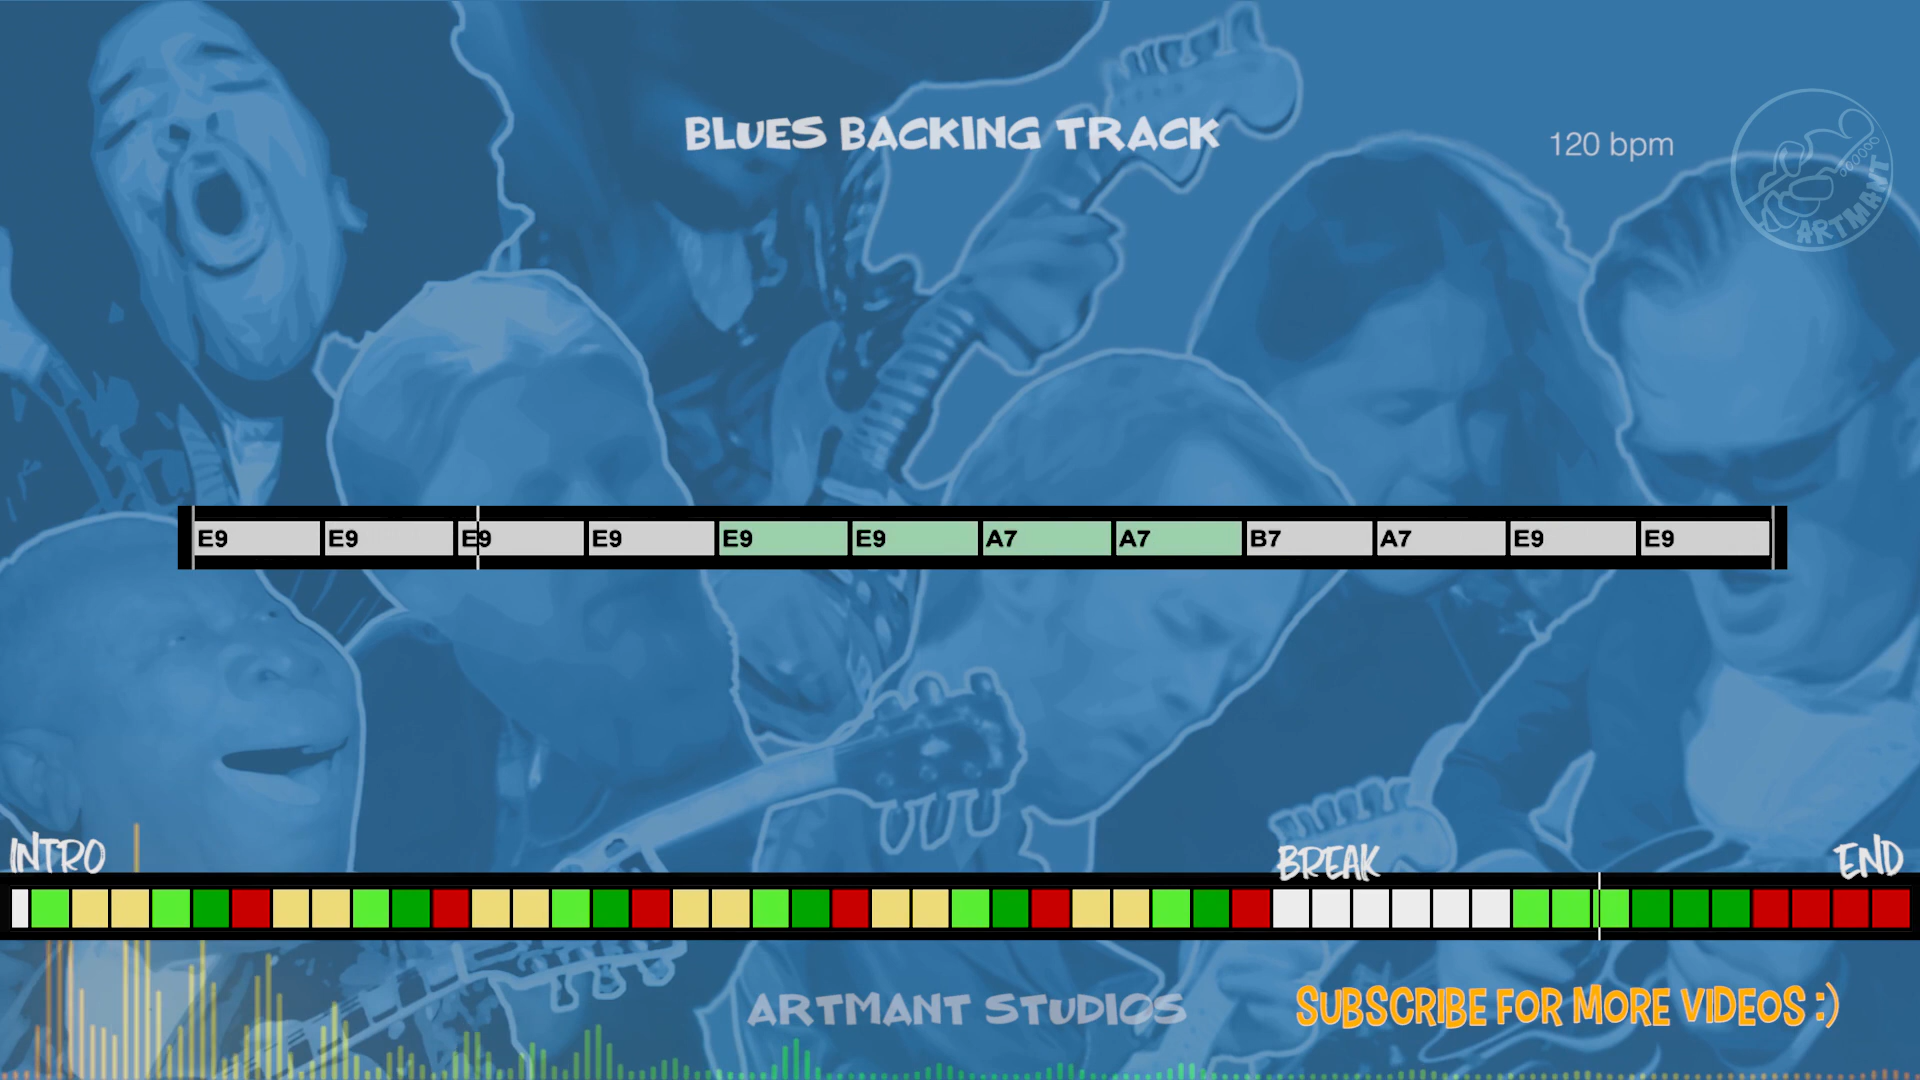 BLUES BACKING TRACK
120 bpm
ARTMANT
E9 E9 E9 E9 E9 E9 A7 A7 B7 A7 E9 E9
INTRO
BREAK
END
ARTMANT STUDIOS
SUBSCRIBE FOR MORE VIDEOS :)